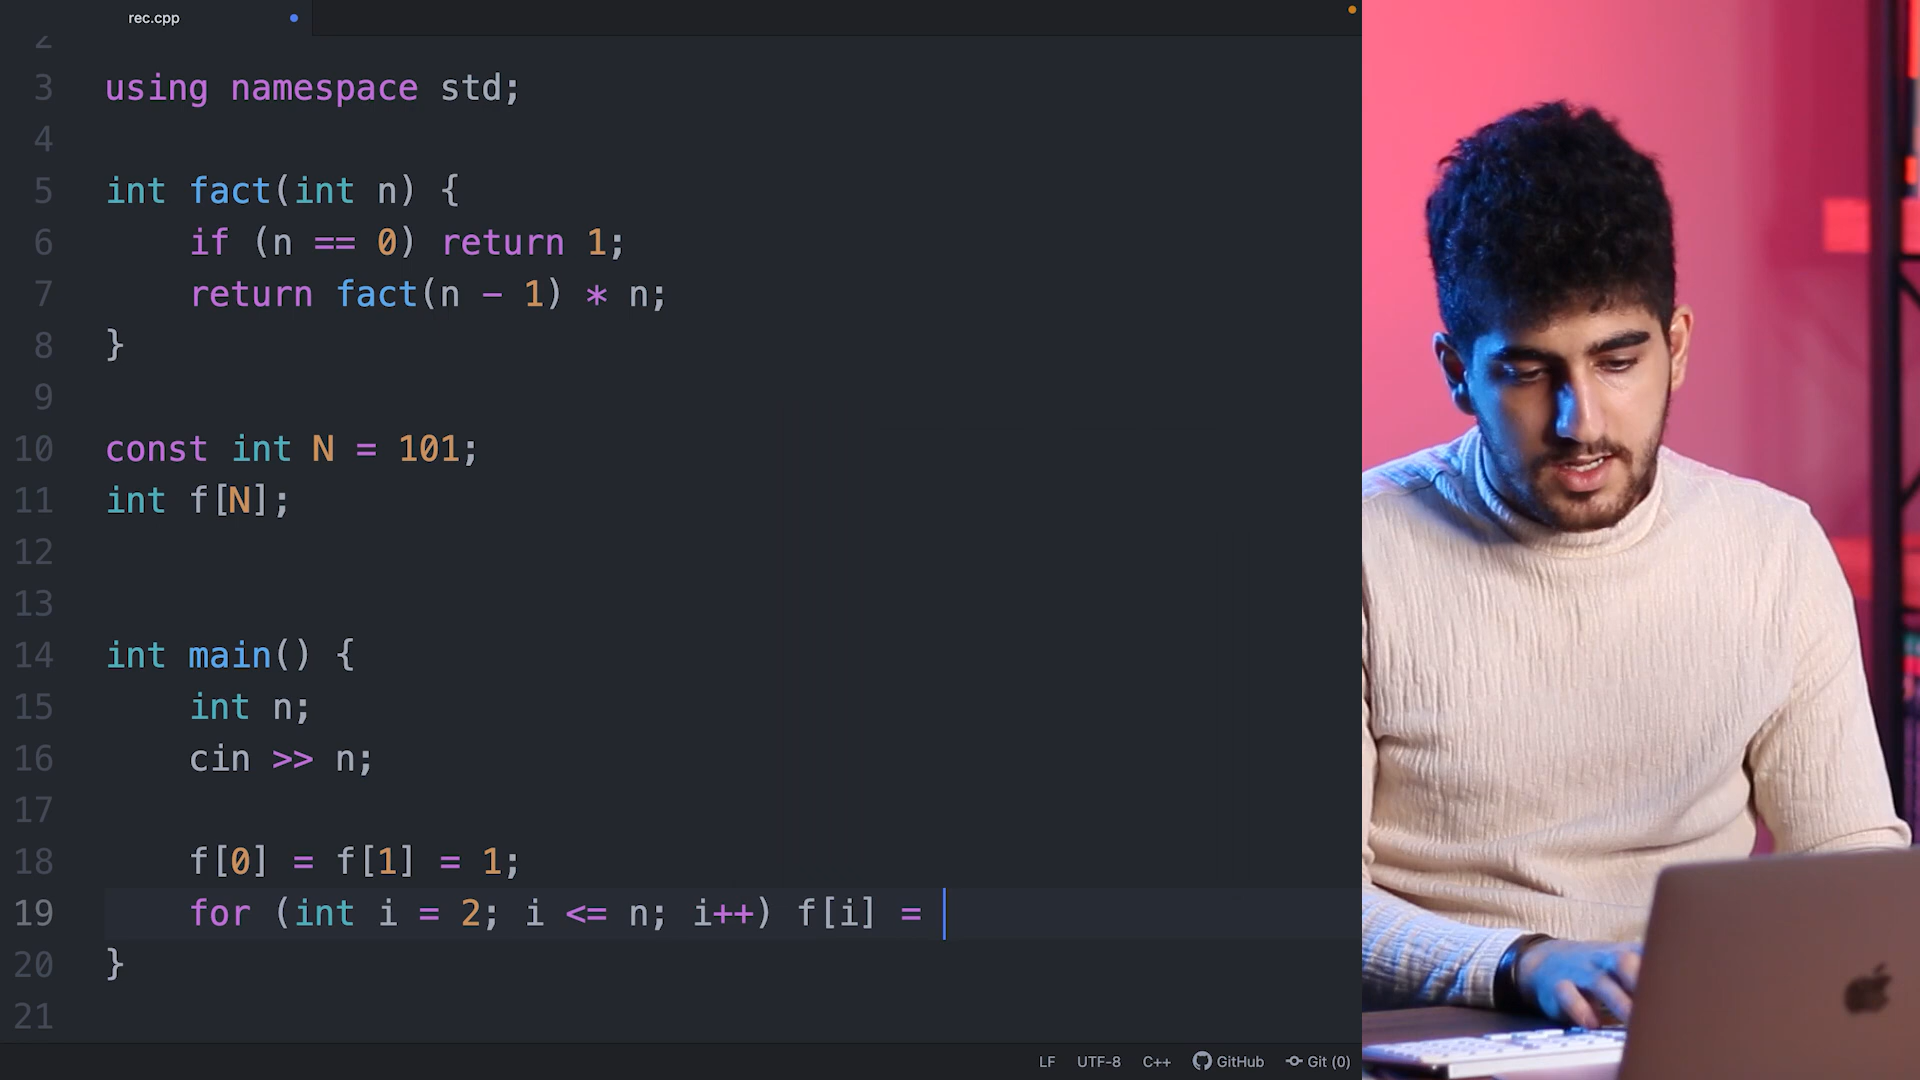 rec.cpp
2
3 using namespace std;
4
5 int fact(int n) {
6 if (n == 0) return 1;
7 return fact(n - 1) * n;
8 }
9
10 const int N = 101;
11 int f[N];
12
13
14 int main() {
15 int n;
16 cin >> n;
17
18 f[0] = f[1] = 1;
19 for (int i = 2; i <= n; i++) f[i] =
20 }
21
LF UTF-8 C++ GitHub Git (0)